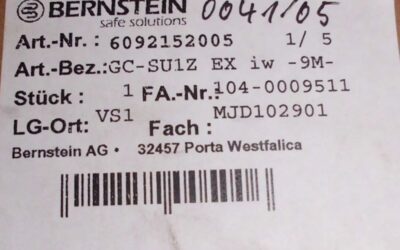 BERNSTEIN 0041/05
safe solutions
Art.-Nr.: 6092152005 1/ 5
Art.-Bez.: GC-SU1Z EX iw -9M-
Stück : 1 FA.-Nr.: 104-0009511
LG-Ort: VS1 Fach : MJD102901
Bernstein AG • 32457 Porta Westfalica